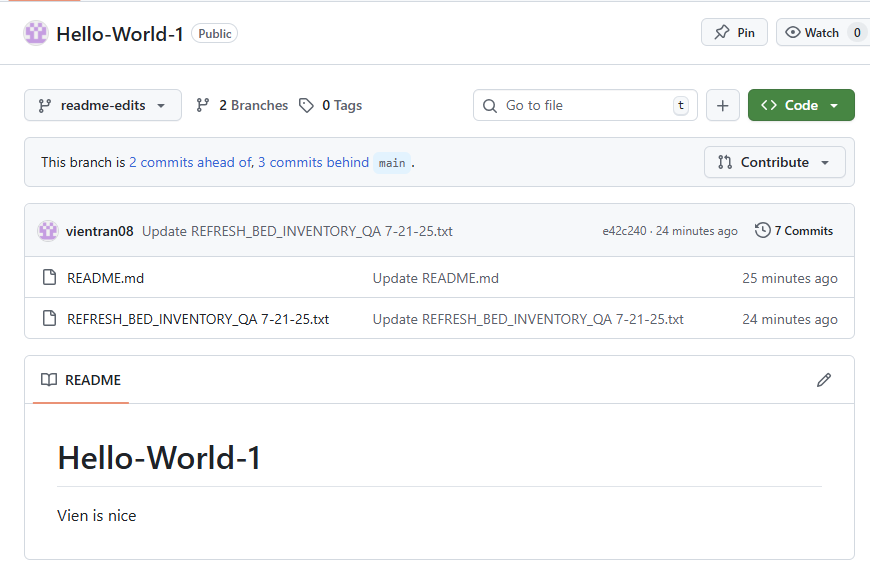 Hello-World-1 Public Pin Watch 0
readme-edits 2 Branches 0 Tags Go to file t Code
This branch is 2 commits ahead of, 3 commits behind main . Contribute
vientran08 Update REFRESH_BED_INVENTORY_QA 7-21-25.txt e42c240 · 24 minutes ago 7 Commits
README.md Update README.md 25 minutes ago
REFRESH_BED_INVENTORY_QA 7-21-25.txt Update REFRESH_BED_INVENTORY_QA 7-21-25.txt 24 minutes ago
README
Hello-World-1
Vien is nice